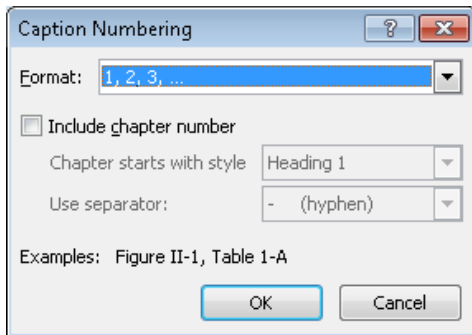 Caption Numbering
Format: 1, 2, 3, ...
Include chapter number
Chapter starts with style Heading 1
Use separator: - (hyphen)
Examples: Figure II-1, Table 1-A
OK Cancel